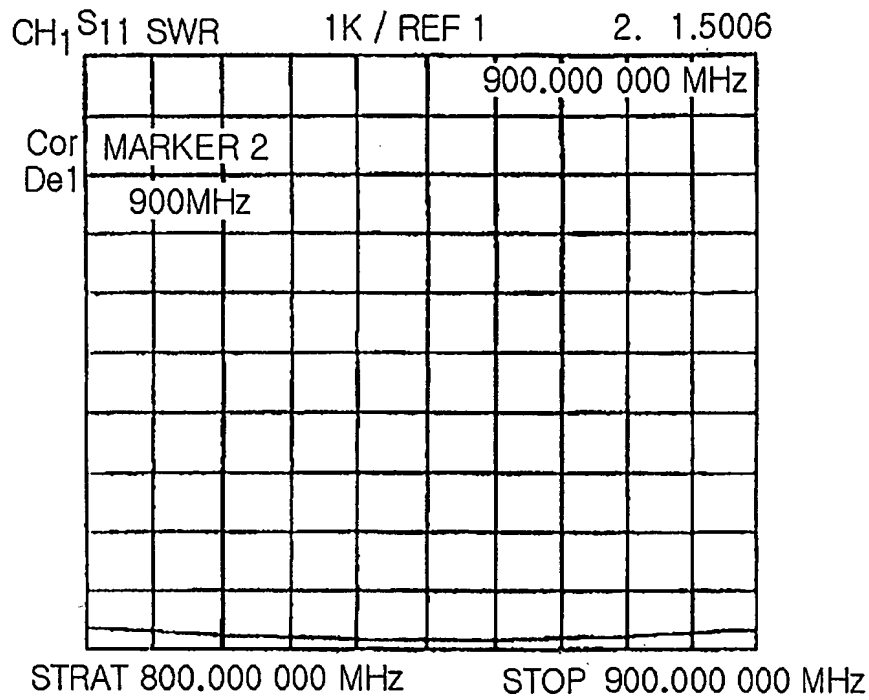 CH1 S11 SWR 1K / REF 1 2. 1.5006
900.000 000 MHz
Cor MARKER 2
De1
900MHz
STRAT 800.000 000 MHz STOP 900.000 000 MHz